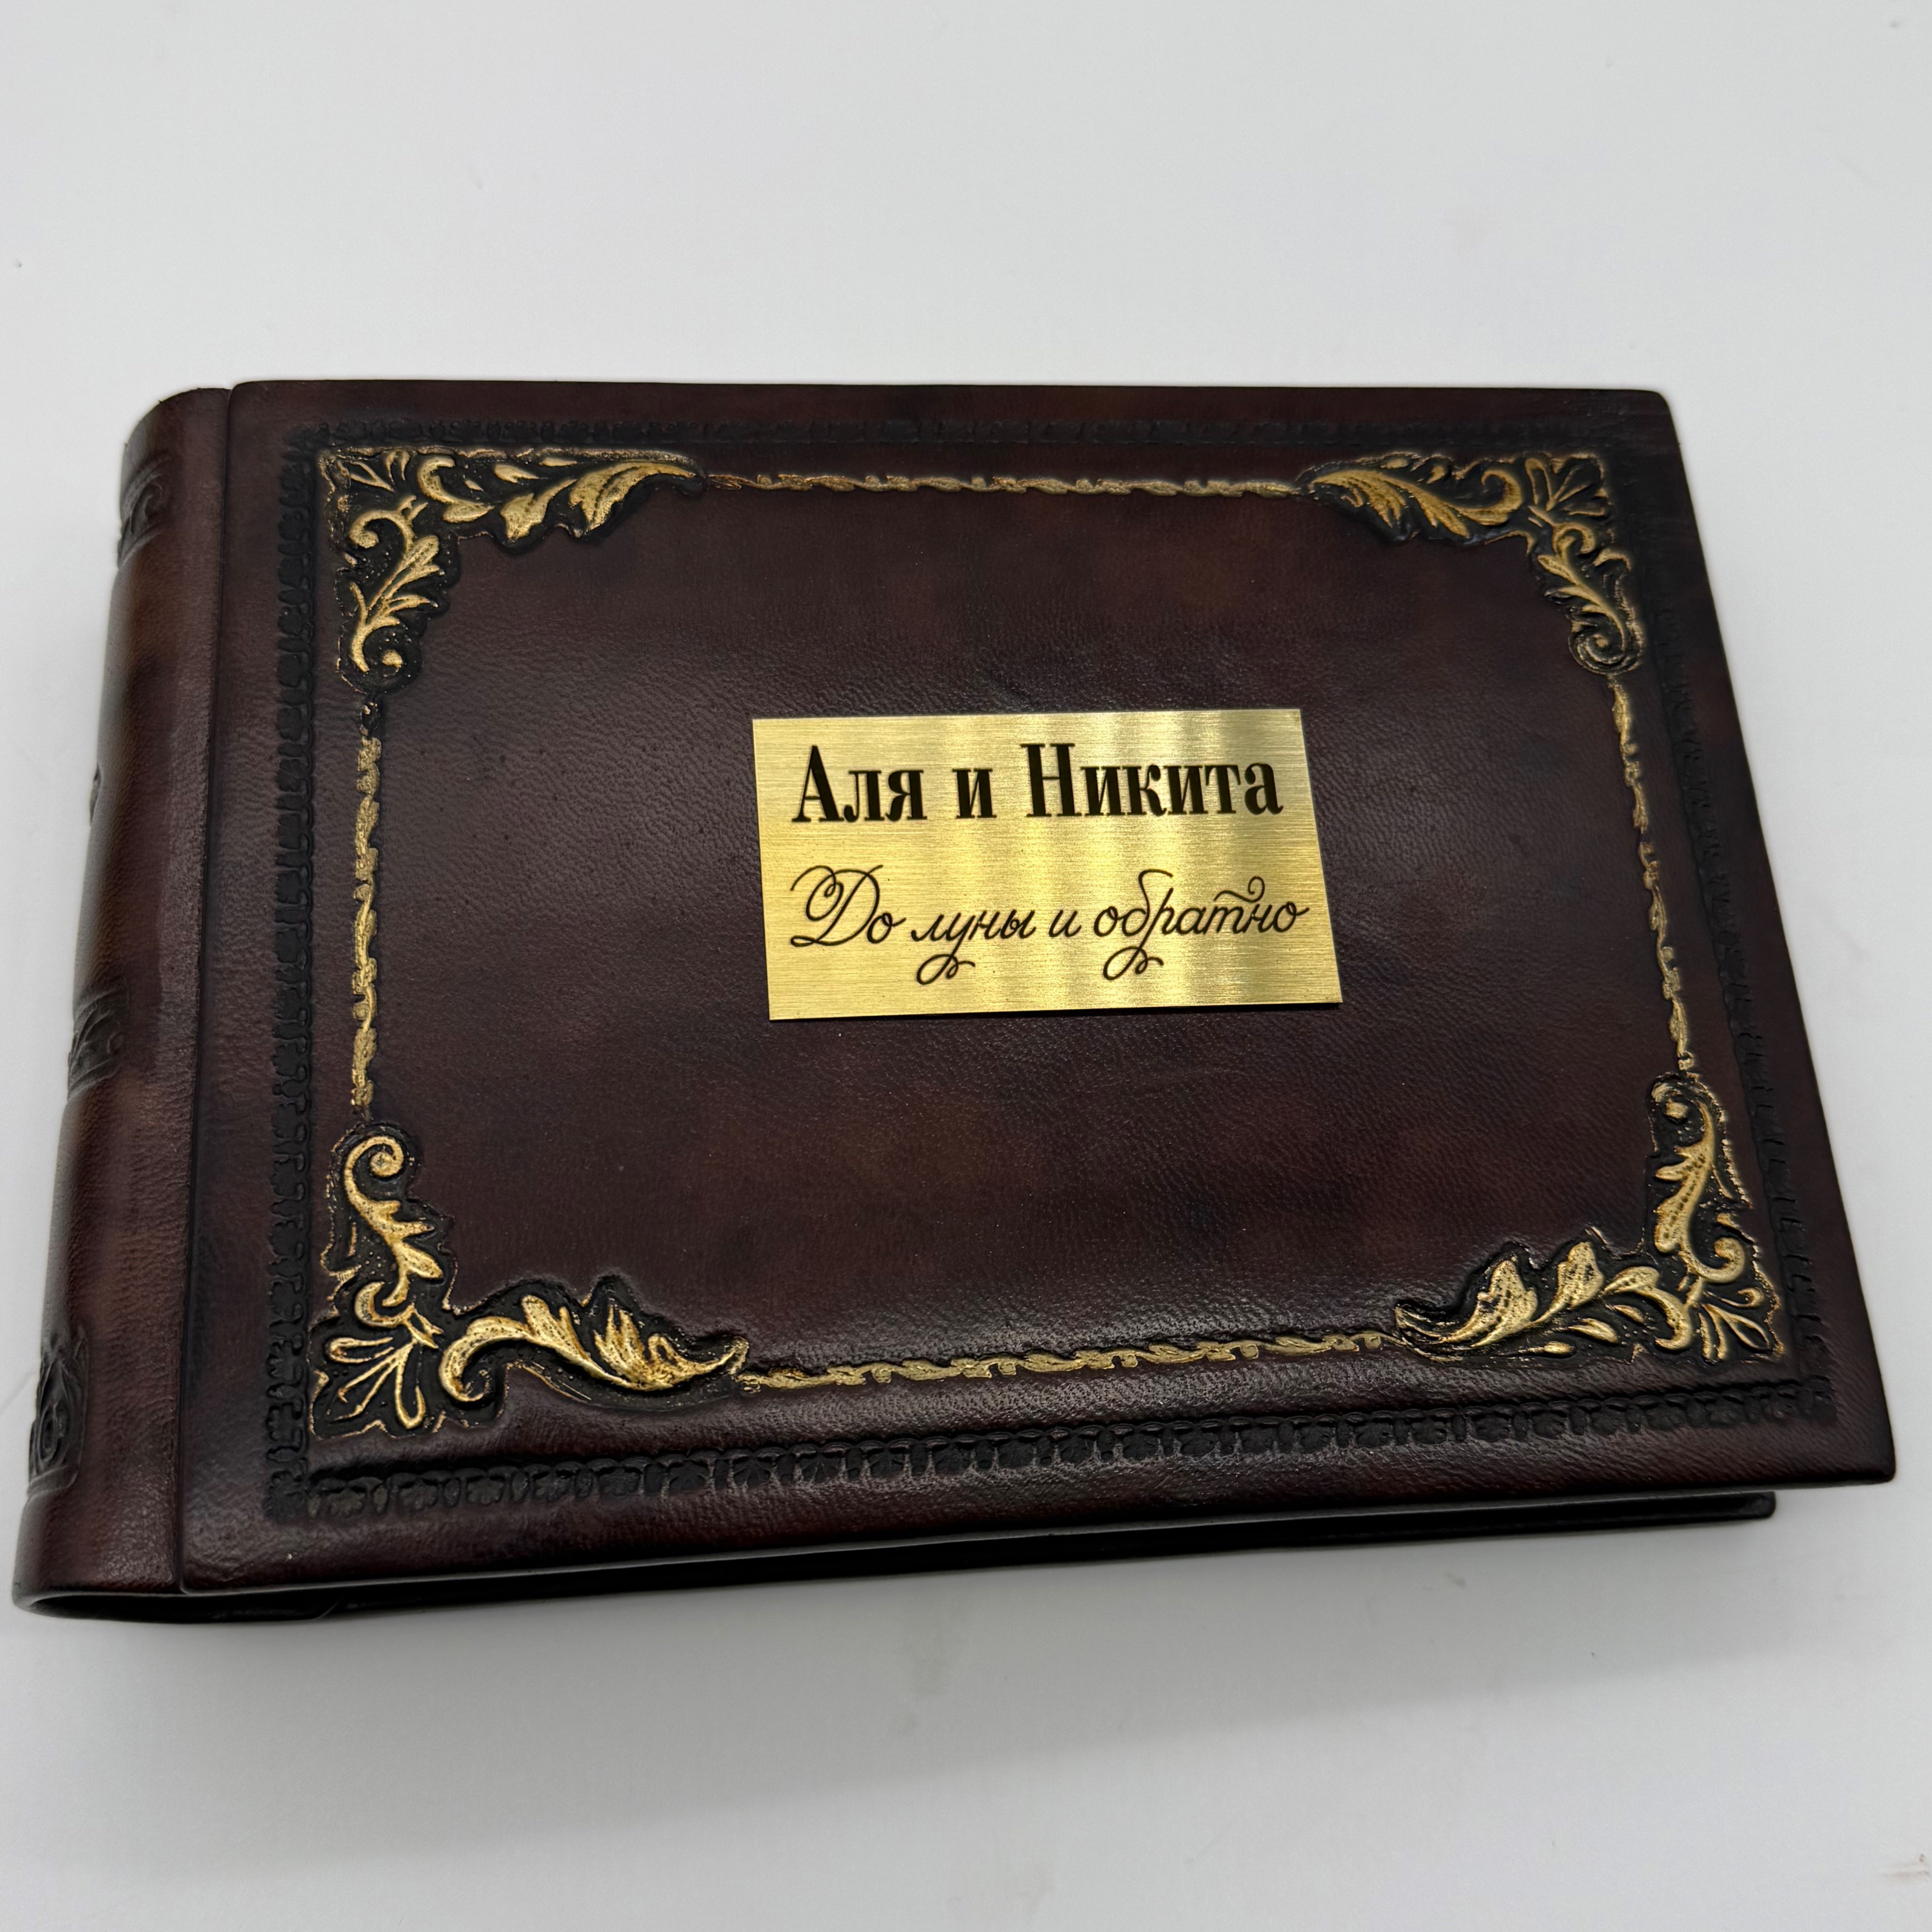 Аля и Никита
До луны и обратно